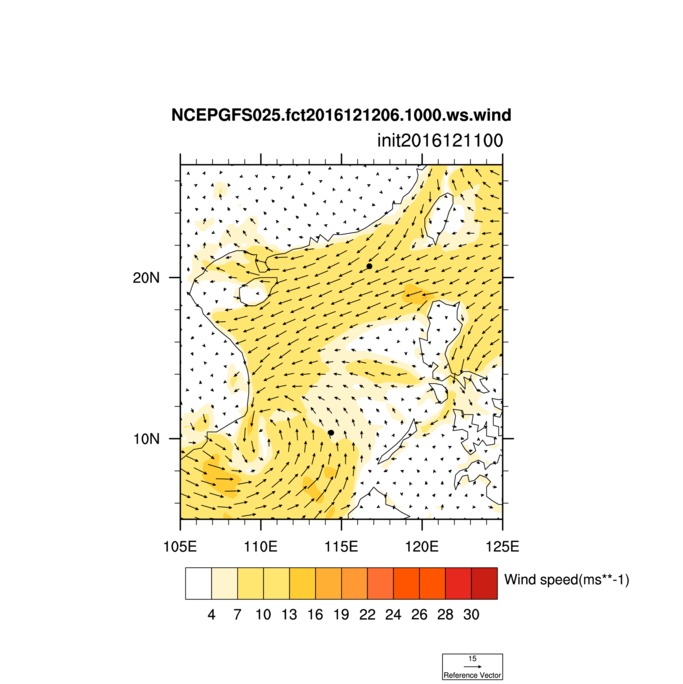 NCEPGFS025.fct2016121206.1000.ws.wind
init2016121100
20N
10N
105E 110E 115E 120E 125E
Wind speed(ms**-1)
4 7 10 13 16 19 22 24 26 28 30
15
Reference Vector